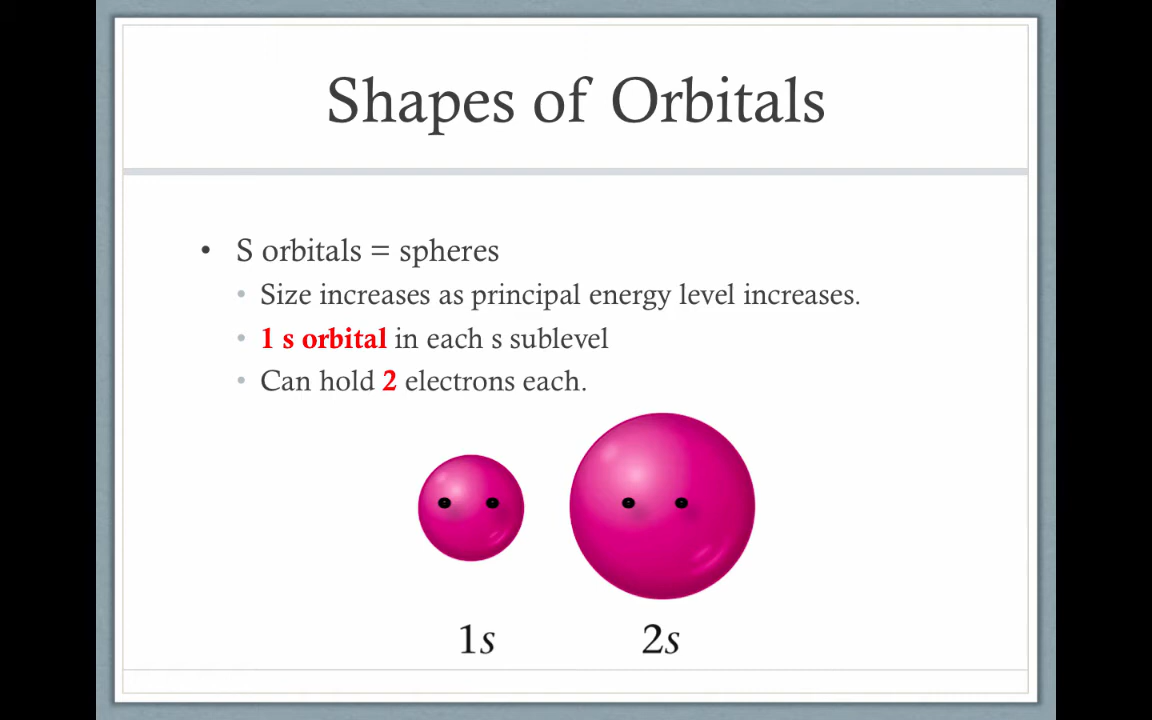 Shapes of Orbitals
• S orbitals = spheres
• Size increases as principal energy level increases.
• 1 s orbital in each s sublevel
• Can hold 2 electrons each.
1s 2s